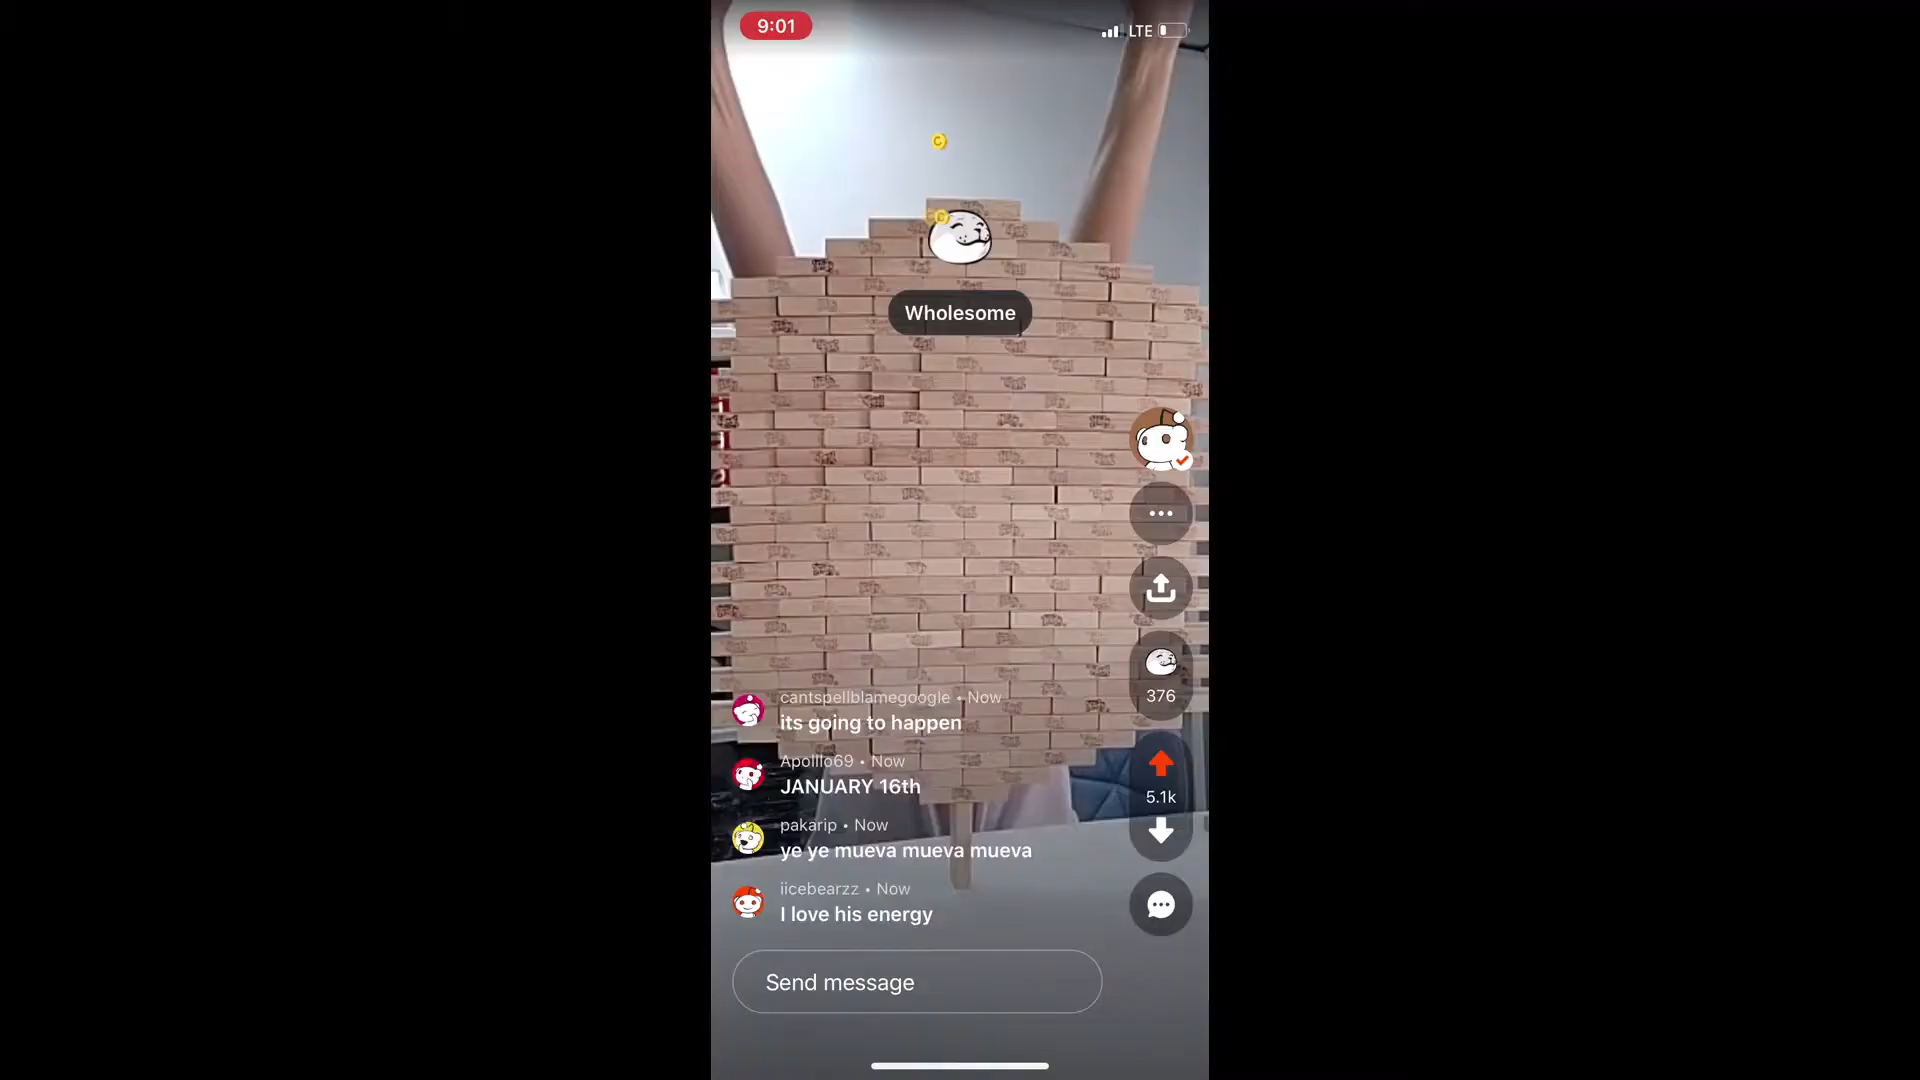 9:01
LTE
Wholesome
376
cantspellblamegoogle • Now
its going to happen
Apolllo69 • Now
JANUARY 16th
5.1k
pakarip • Now
ye ye mueva mueva mueva
iicebearzz • Now
I love his energy
Send message